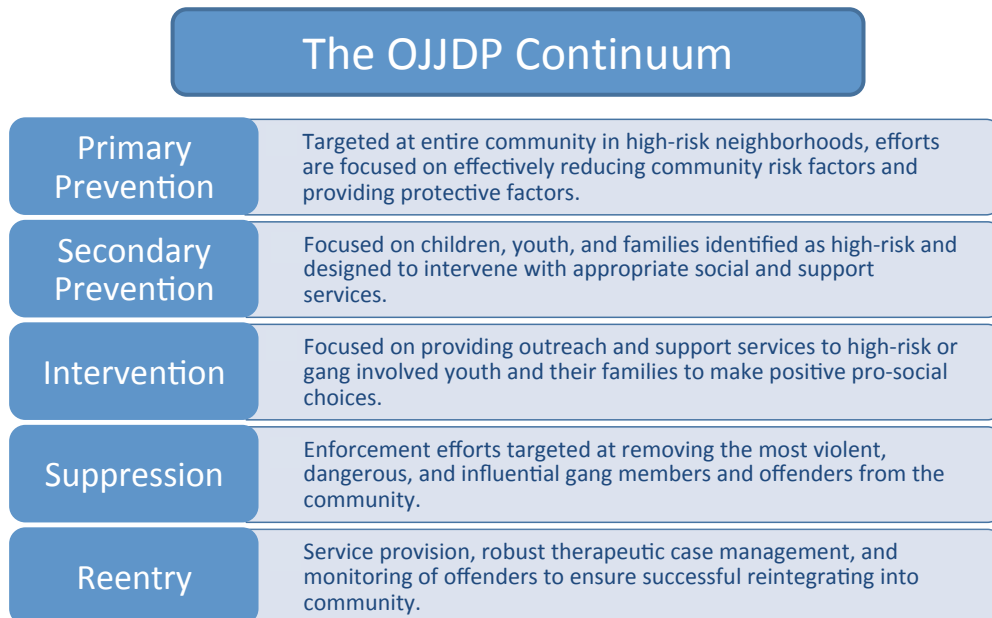 The OJJDP Continuum
Primary
Prevention
Targeted at entire community in high-risk neighborhoods, efforts
are focused on effectively reducing community risk factors and
providing protective factors.
Secondary
Prevention
Focused on children, youth, and families identified as high-risk and
designed to intervene with appropriate social and support
services.
Intervention
Focused on providing outreach and support services to high-risk or
gang involved youth and their families to make positive pro-social
choices.
Suppression
Enforcement efforts targeted at removing the most violent,
dangerous, and influential gang members and offenders from the
community.
Reentry
Service provision, robust therapeutic case management, and
monitoring of offenders to ensure successful reintegrating into
community.